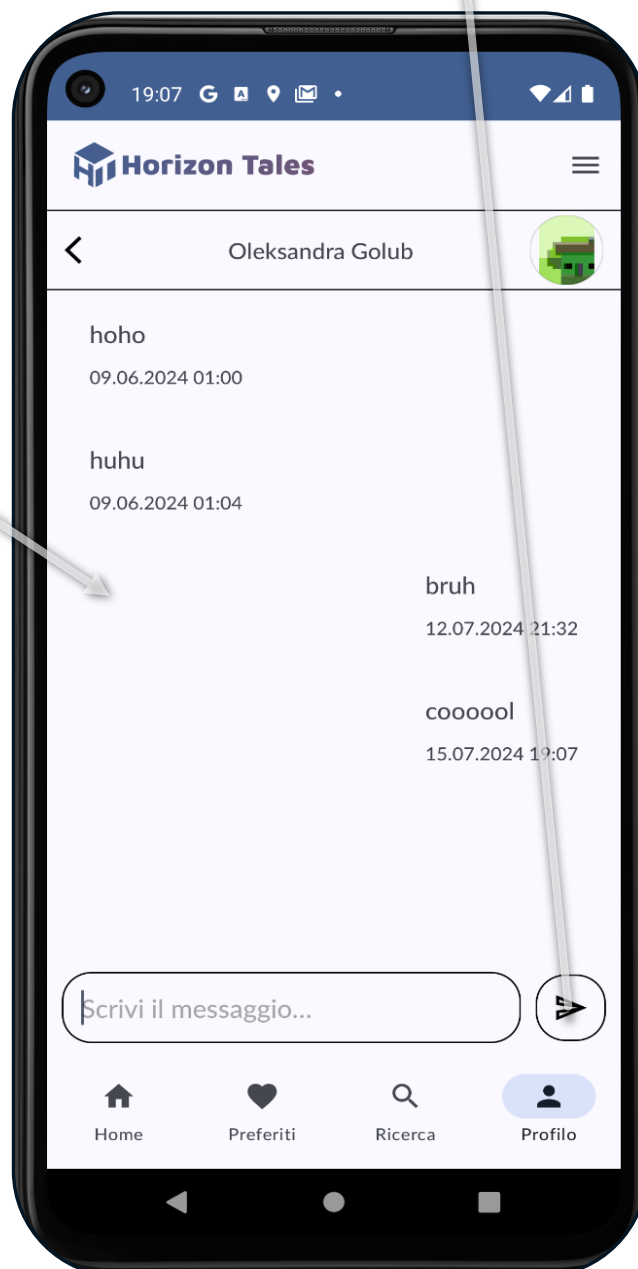 19:07
Horizon Tales
Oleksandra Golub
hoho
09.06.2024 01:00
huhu
09.06.2024 01:04
bruh
12.07.2024 21:32
coooool
15.07.2024 19:07
Scrivi il messaggio...
Home Preferiti Ricerca Profilo